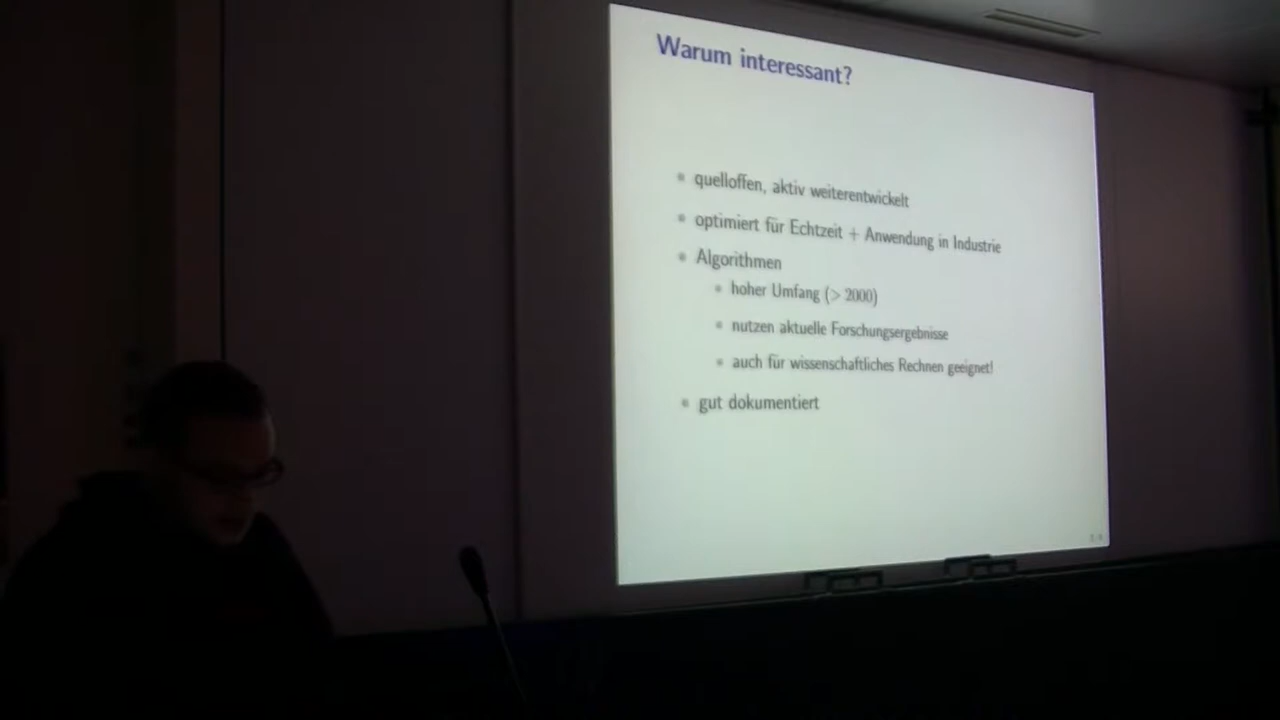 Warum interessant?
quelloffen, aktiv weiterentwickelt
optimiert für Echtzeit + Anwendung in Industrie
Algorithmen
hoher Umfang (> 2000)
nutzen aktuelle Forschungsergebnisse
auch für wissenschaftliches Rechnen geeignet!
gut dokumentiert